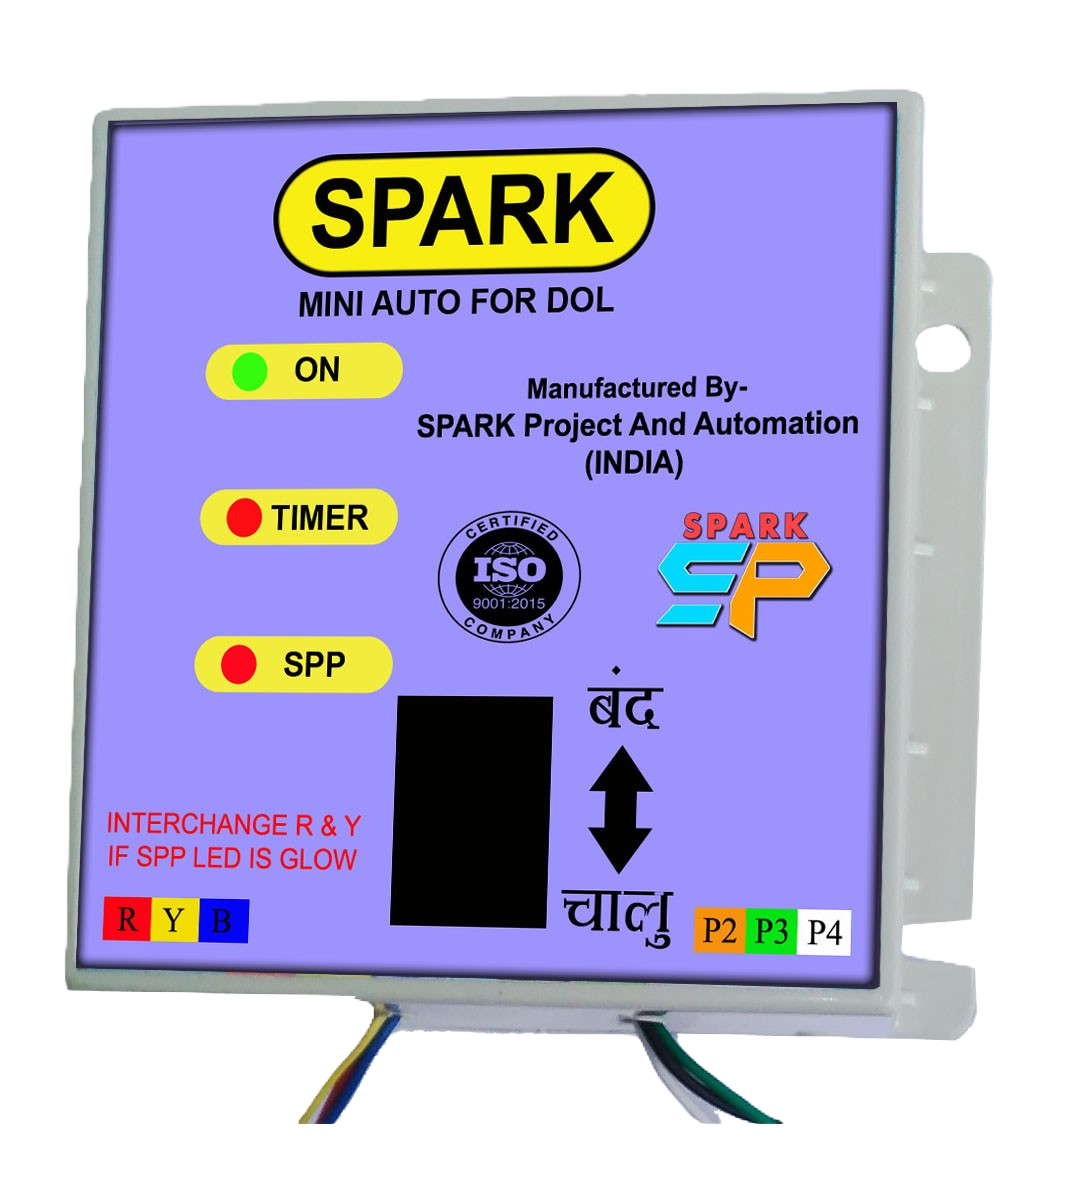 SPARK
MINI AUTO FOR DOL
ON
Manufactured By-
SPARK Project And Automation
(INDIA)
TIMER
CERTIFIED
ISO
9001:2015
COMPANY
SPARK
SP
SPP
बंद
INTERCHANGE R & Y
IF SPP LED IS GLOW
चालु
R Y B
P2 P3 P4